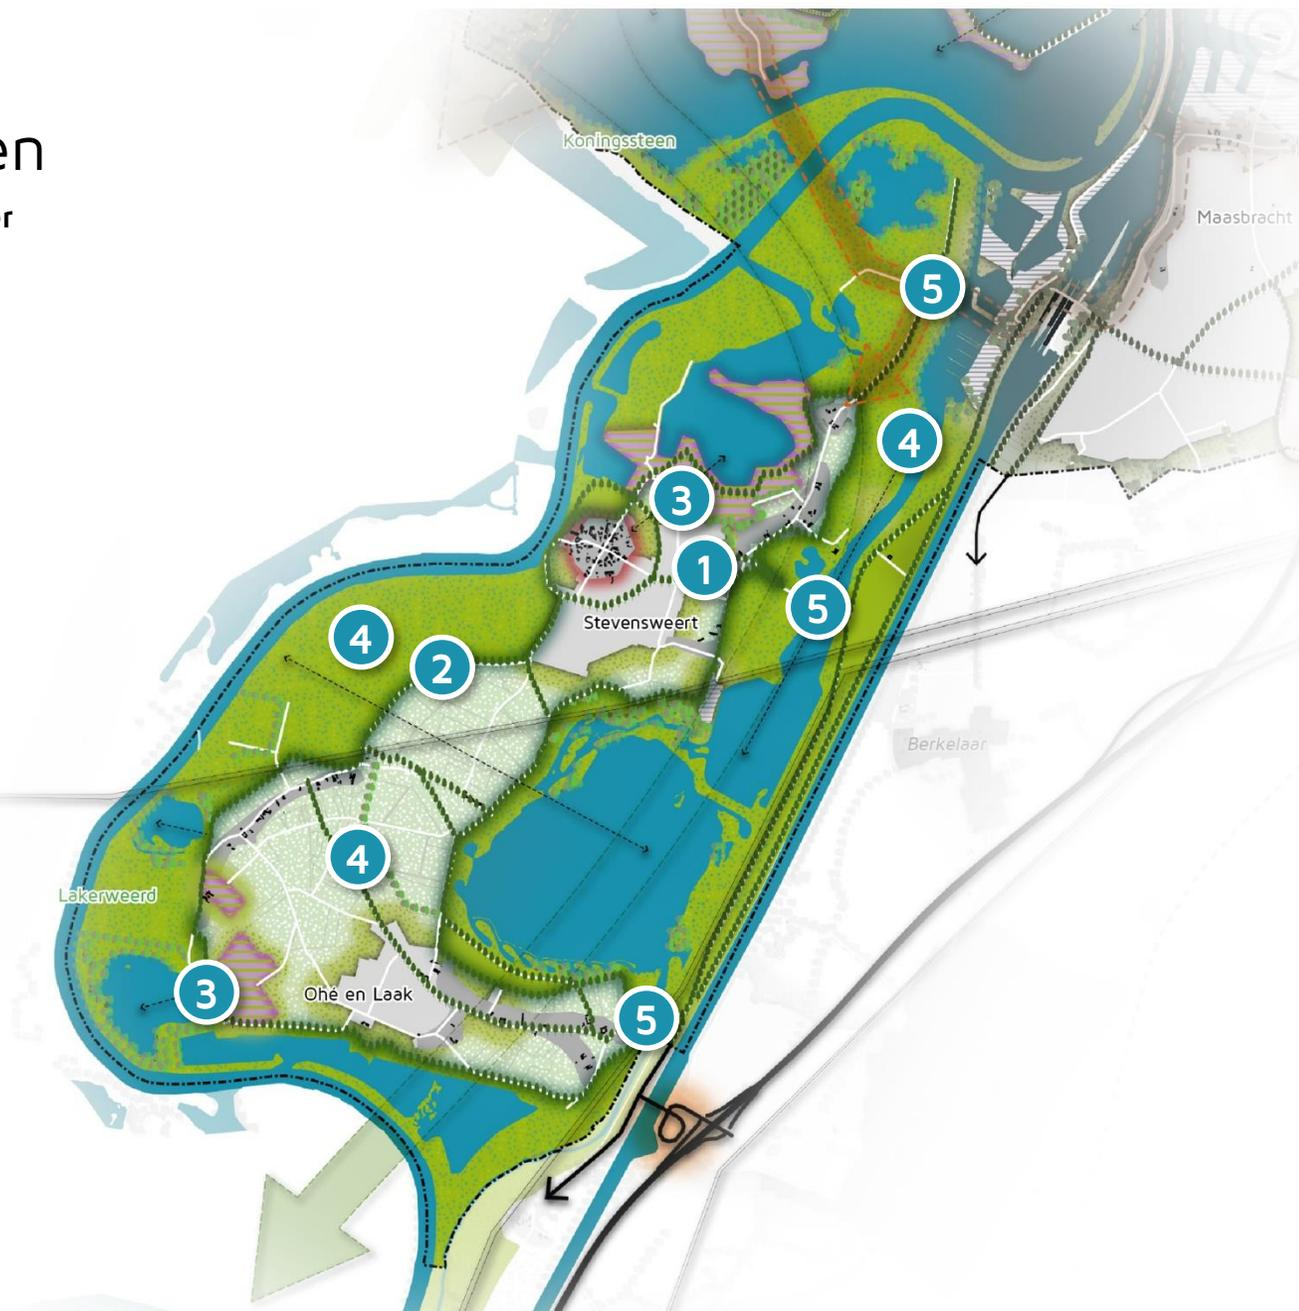 en
r
Koningssteen
Maasbracht
5
4
3
1
5
Stevensweert
4
2
Berkelaar
4
Lakerweerd
3
Ohé en Laak
5